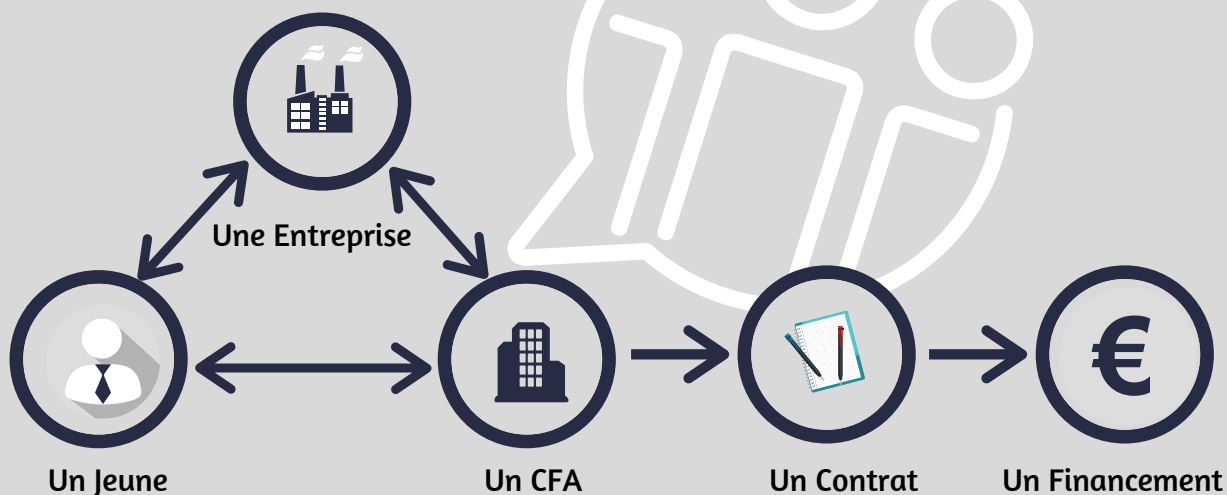 Une Entreprise
Un Jeune
Un CFA
Un Contrat
Un Financement
€